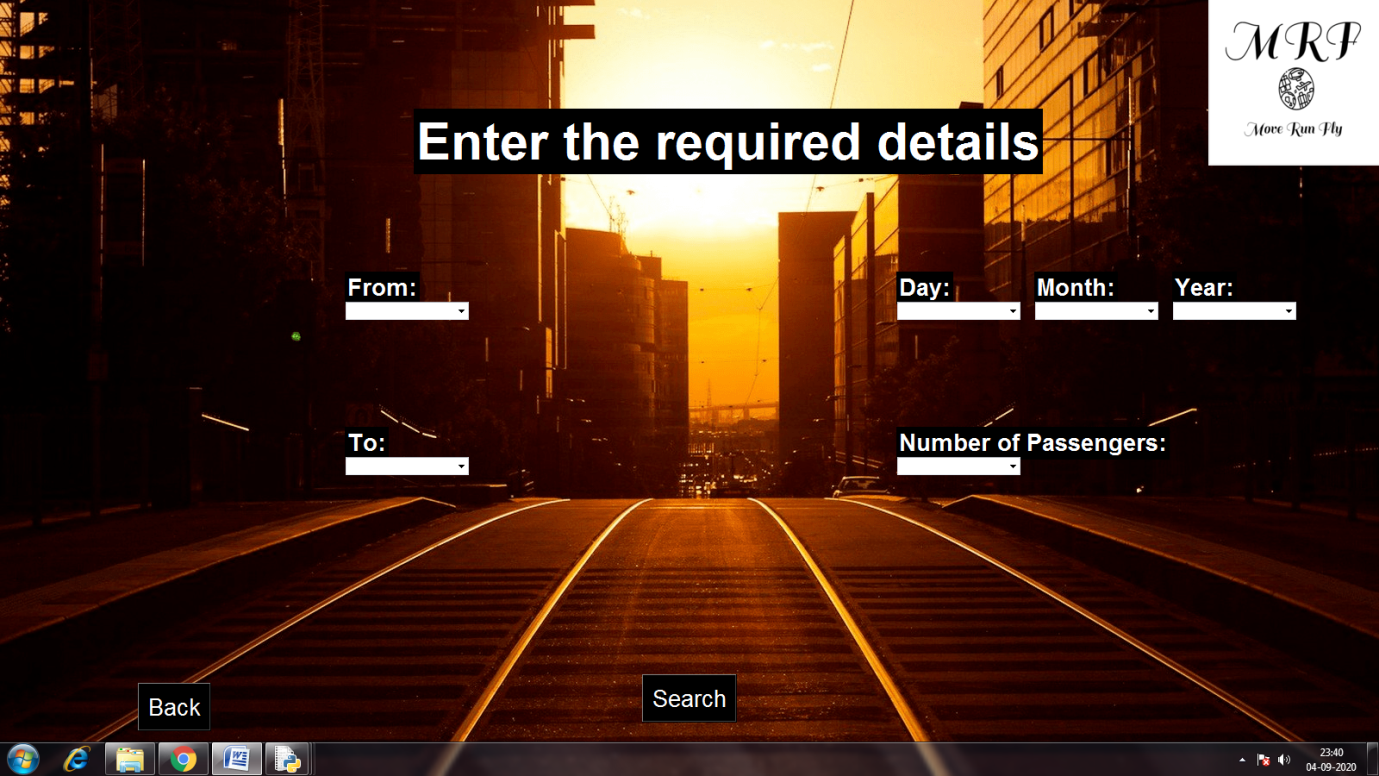 MRF
Move Run Fly
Enter the required details
From:
Day: Month: Year:
To:
Number of Passengers:
Back
Search
23:40
04-09-2020